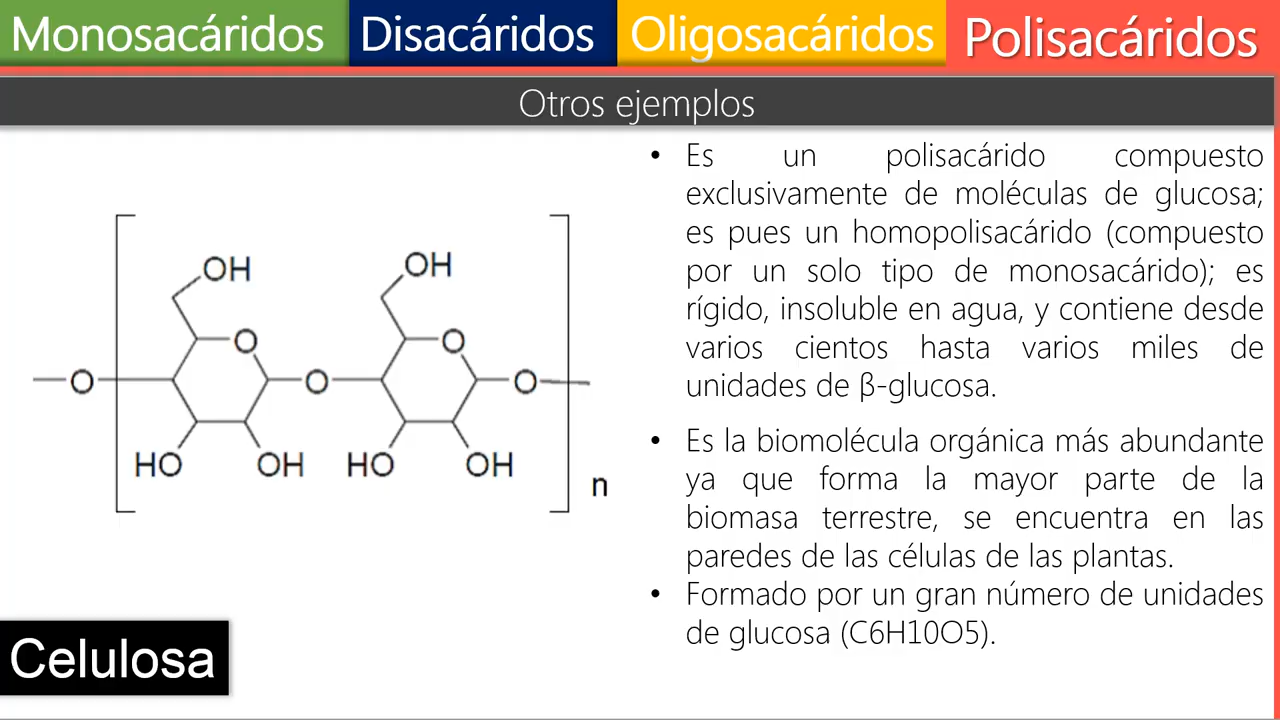 Monosacáridos Disacáridos Oligosacáridos Polisacáridos
Otros ejemplos
OH OH
O O
O O O
HO OH HO OH
n
Celulosa
• Es un polisacárido compuesto
exclusivamente de moléculas de glucosa;
es pues un homopolisacárido (compuesto
por un solo tipo de monosacárido); es
rígido, insoluble en agua, y contiene desde
varios cientos hasta varios miles de
unidades de β-glucosa.
• Es la biomolécula orgánica más abundante
ya que forma la mayor parte de la
biomasa terrestre, se encuentra en las
paredes de las células de las plantas.
• Formado por un gran número de unidades
de glucosa (C6H10O5).